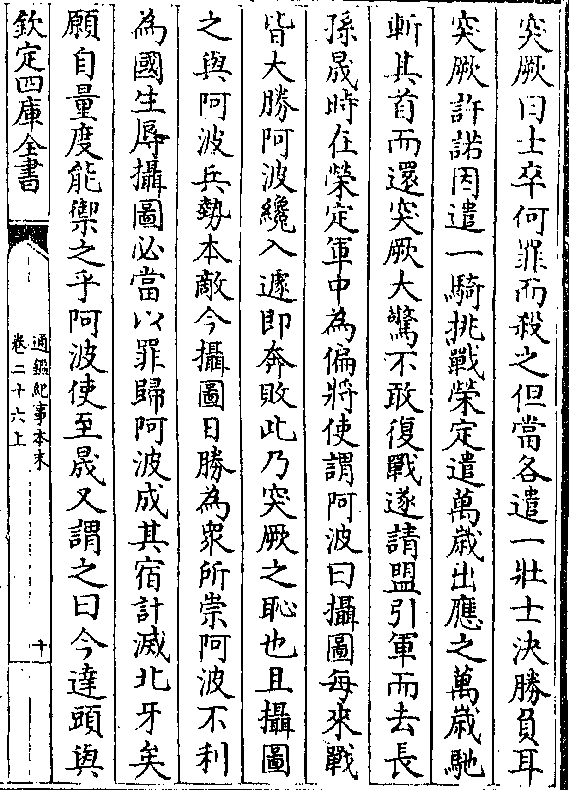 突厥曰士卒何罪而殺之但當各遣一壯士決勝負耳
突厥許諾因遣一騎挑戰榮定遣萬歳出應之萬歳馳
斬其首而還突厥大驚不敢復戰遂請盟引軍而去長
孫晟時在榮定軍中為偏將使謂阿波曰攝圖每來戰
皆大勝阿波纔入遽即奔敗此乃突厥之恥也且攝圖
之與阿波兵勢本敵今攝圖日勝為衆所崇阿波不利
為國生辱攝圖必當以罪歸阿波成其宿計滅北牙矣
願自量度能禦之乎阿波使至晟又謂之曰今達頭與
欽定四庫全書
通鑑紀事本末
卷二十六上
十